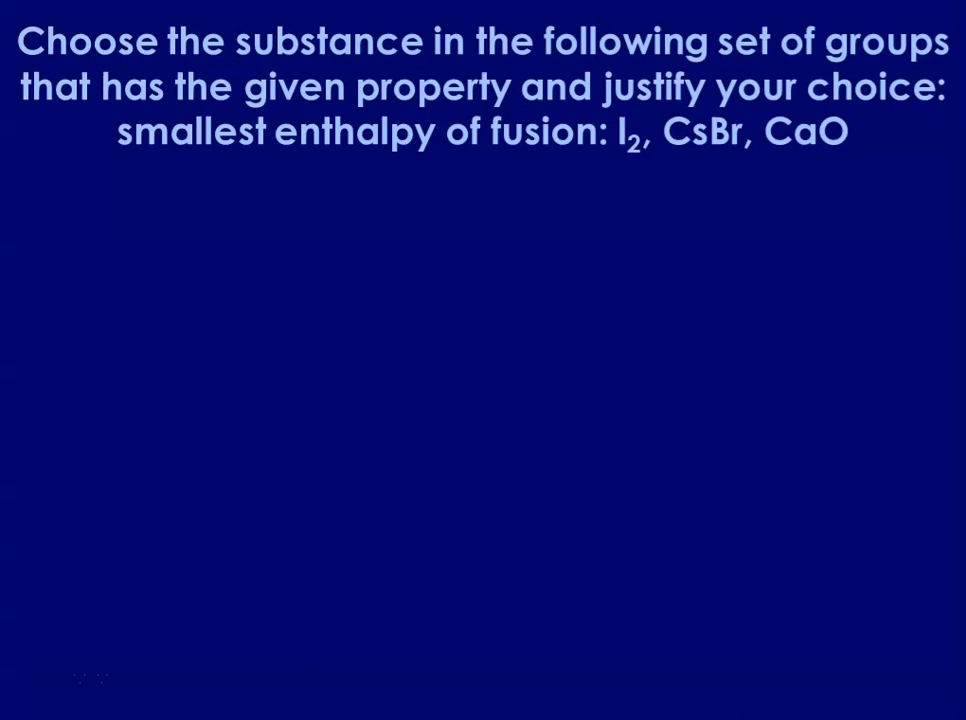 Choose the substance in the following set of groups
that has the given property and justify your choice:
smallest enthalpy of fusion: I₂, CsBr, CaO